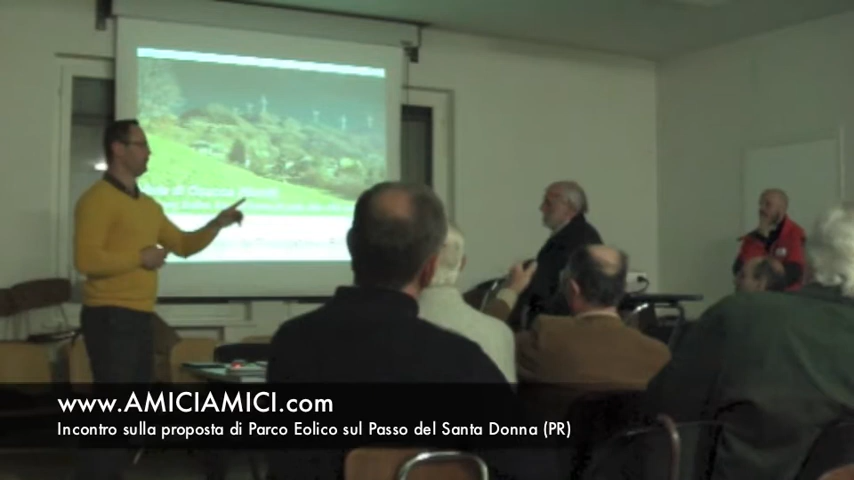 www.AMICIAMICI.com
Incontro sulla proposta di Parco Eolico sul Passo del Santa Donna (PR)